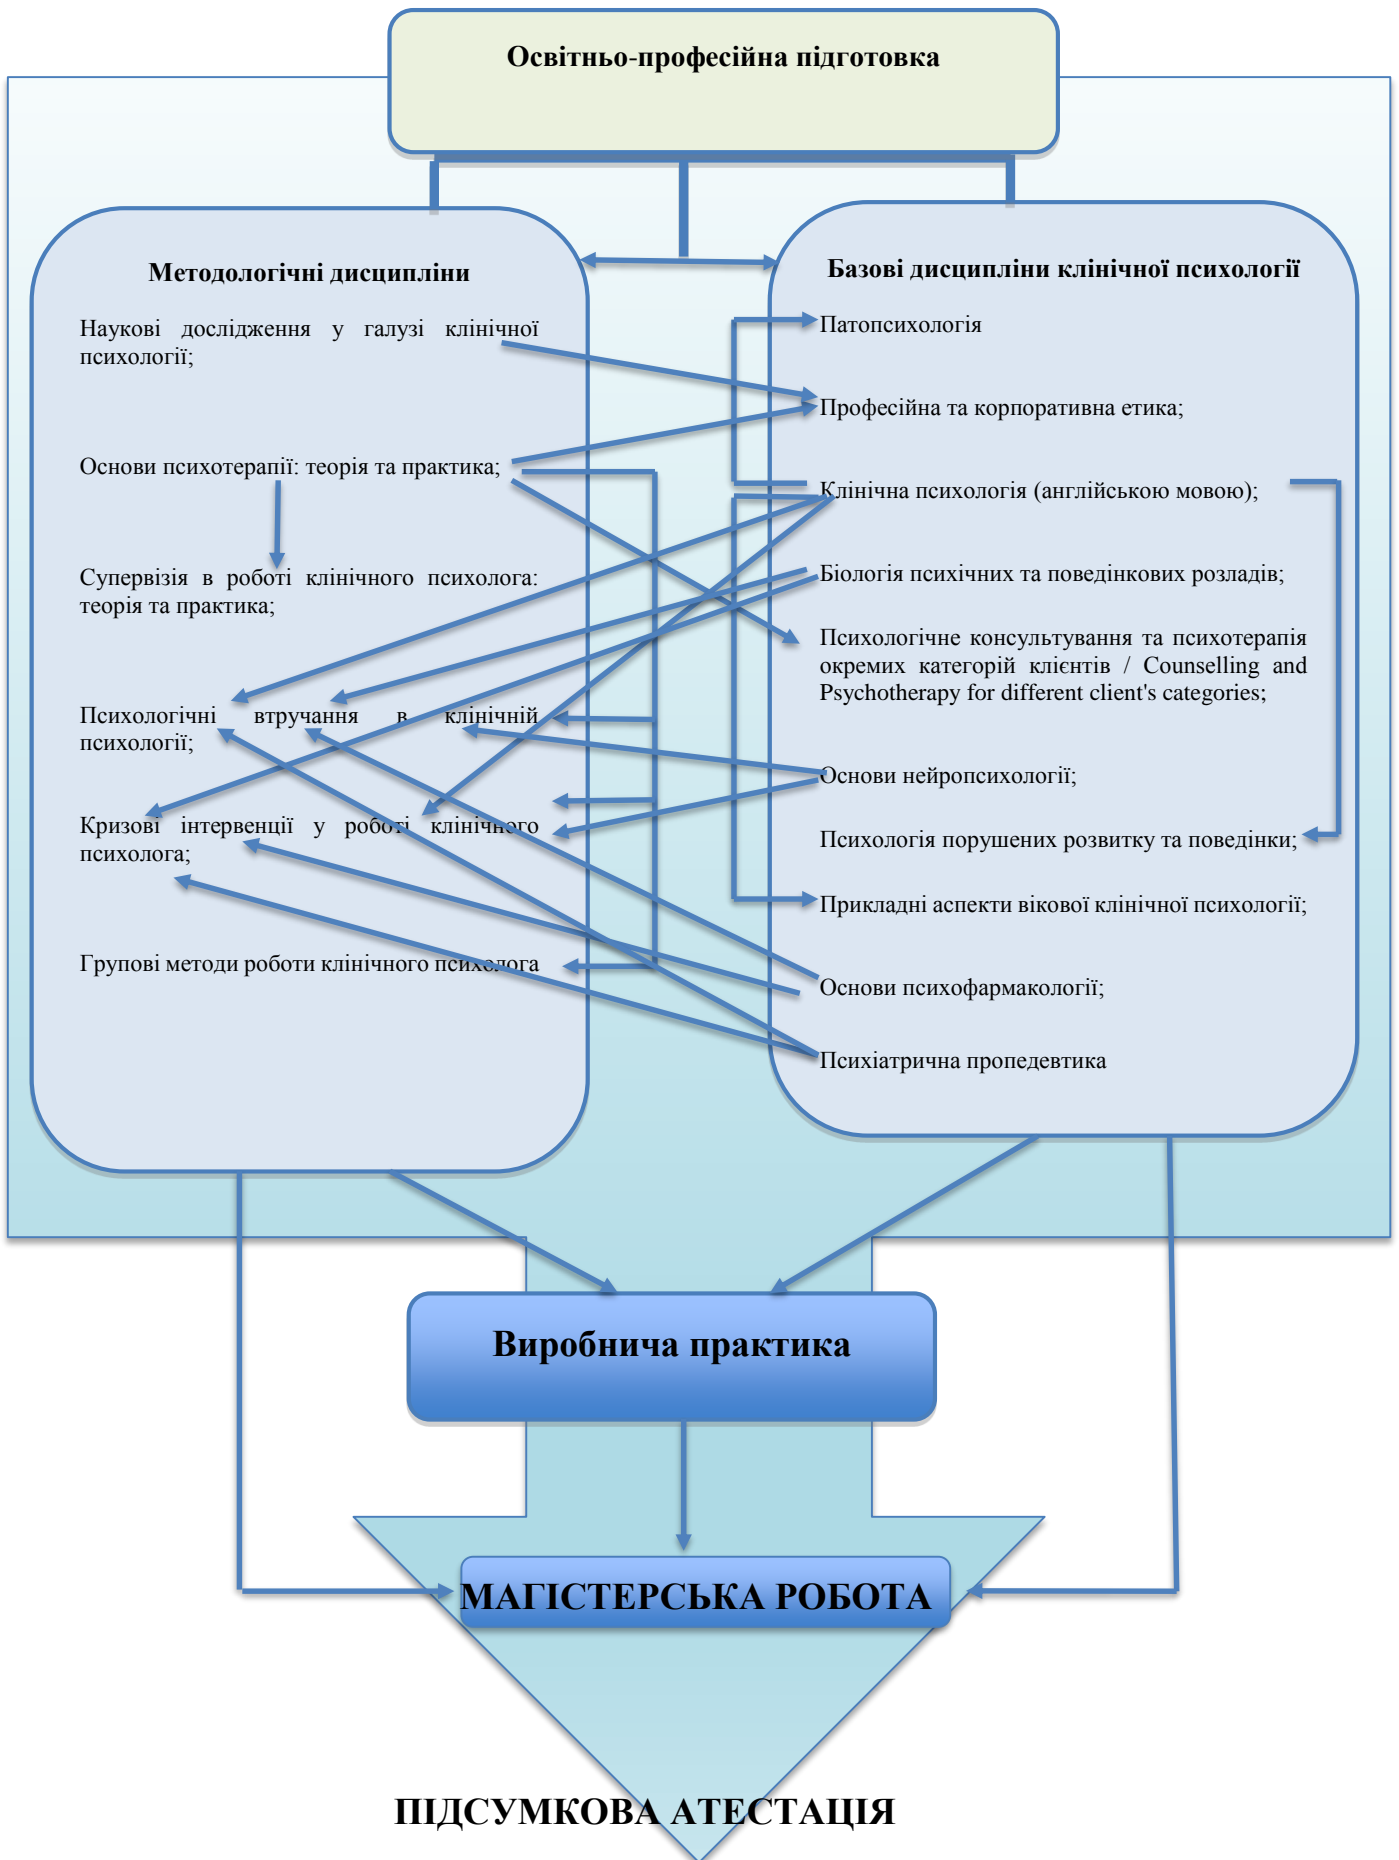 Освітньо-професійна підготовка
Методологічні дисципліни
Наукові дослідження у галузі клінічної
психології;
Основи психотерапії: теорія та практика;
Супервізія в роботі клінічного психолога:
теорія та практика;
Психологічні втручання в клінічній
психології;
Кризові інтервенції у роботі клінічного
психолога;
Групові методи роботи клінічного психолога
Базові дисципліни клінічної психології
Патопсихологія
Професійна та корпоративна етика;
Клінічна психологія (англійською мовою);
Біологія психічних та поведінкових розладів;
Психологічне консультування та психотерапія
окремих категорій клієнтів / Counselling and
Psychotherapy for different client's categories;
Основи нейропсихології;
Психологія порушених розвитку та поведінки;
Прикладні аспекти вікової клінічної психології;
Основи психофармакології;
Психіатрична пропедевтика
Виробнича практика
МАГІСТЕРСЬКА РОБОТА
ПІДСУМКОВА АТЕСТАЦІЯ